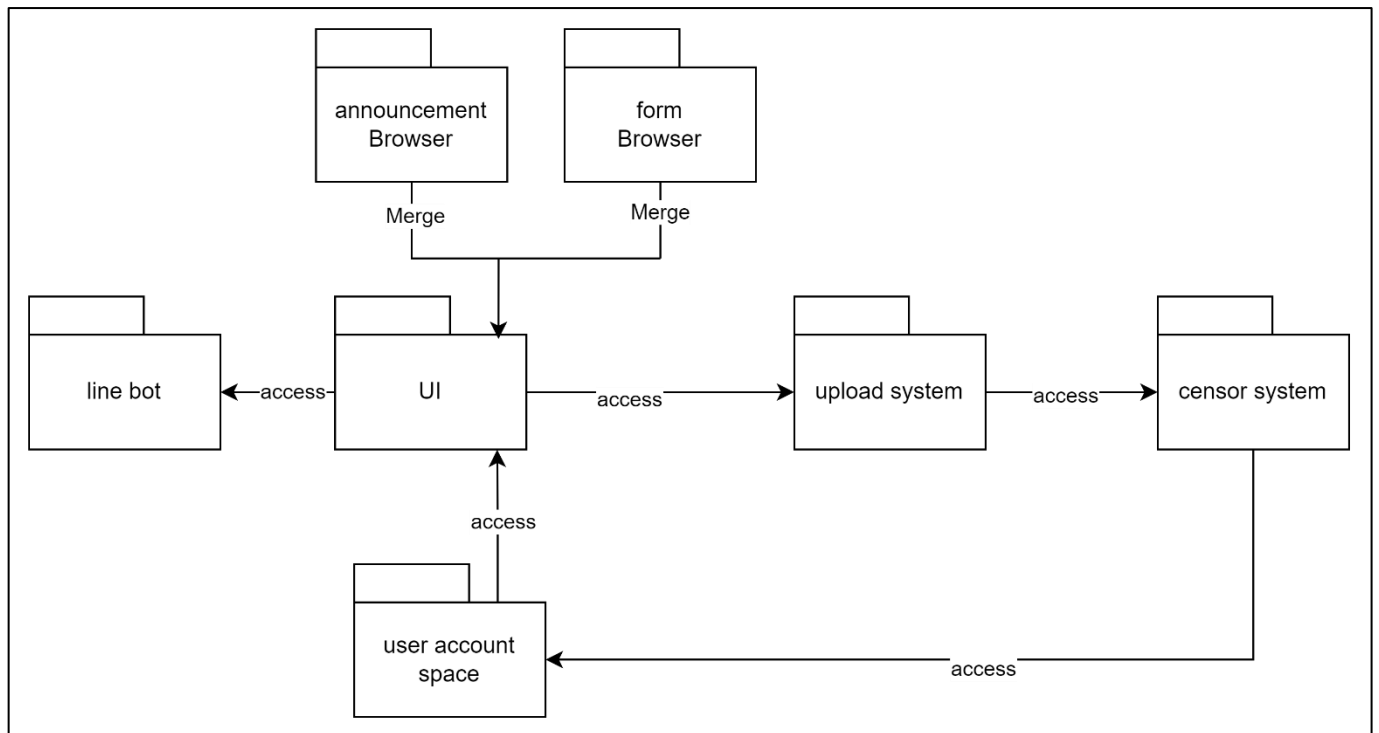 announcement
Browser
form
Browser
Merge
Merge
line bot
access
UI
access
upload system
access
censor system
access
user account
space
access